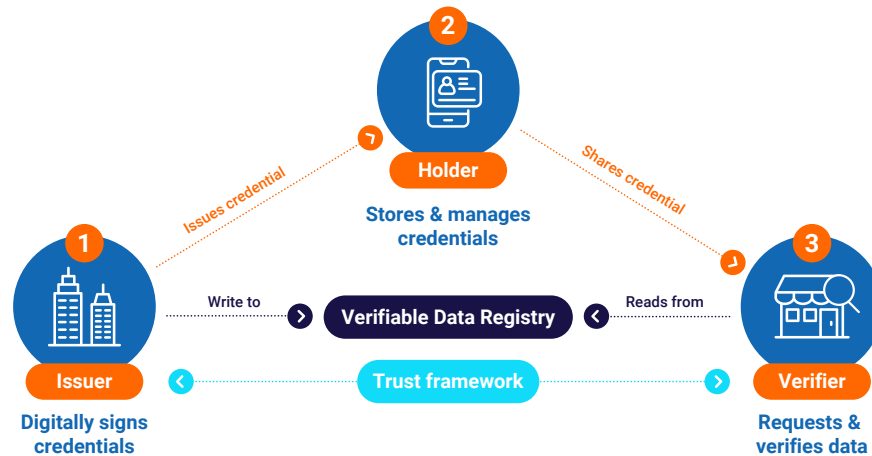 2
Holder
Stores & manages
credentials
Issues credential
Shares credential
1
Issuer
Digitally signs
credentials
Write to
Verifiable Data Registry
Reads from
Trust framework
3
Verifier
Requests &
verifies data